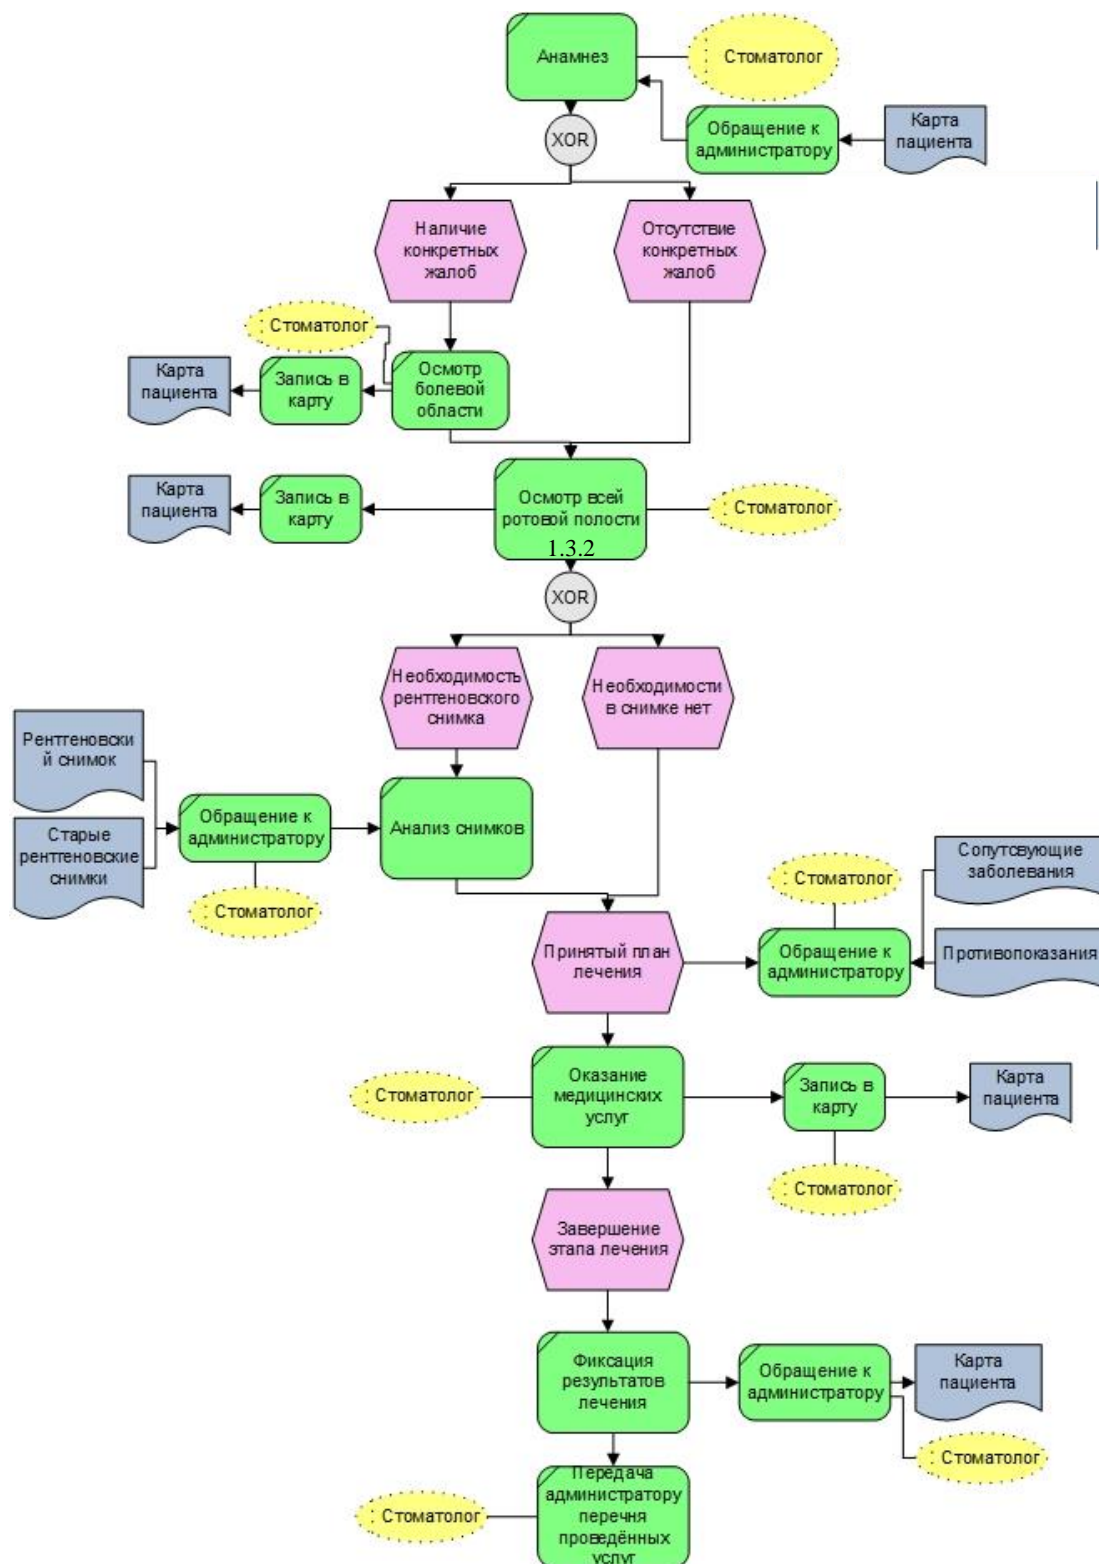 Анамнез
Стоматолог
XOR
Обращение к
администратору
Карта
пациента
Наличие
конкретных
жалоб
Отсутствие
конкретных
жалоб
Стоматолог
Карта
пациента
Запись в
карту
Осмотр
болевой
области
Карта
пациента
Запись в
карту
Осмотр всей
ротовой полости
1.3.2
Стоматолог
XOR
Необходимость
рентгеновского
снимка
Необходимости
в снимке нет
Рентгеновски
й снимок
Старые
рентгеновские
снимки
Обращение к
администратору
Стоматолог
Анализ снимков
Стоматолог
Сопутсвующие
заболевания
Принятый план
лечения
Обращение к
администратору
Противопоказания
Стоматолог
Оказание
медицинских
услуг
Запись в
карту
Карта
пациента
Стоматолог
Завершение
этапа лечения
Фиксация
результатов
лечения
Обращение к
администратору
Карта
пациента
Стоматолог
Стоматолог
Передача
администратору
перечня
проведённых
услуг